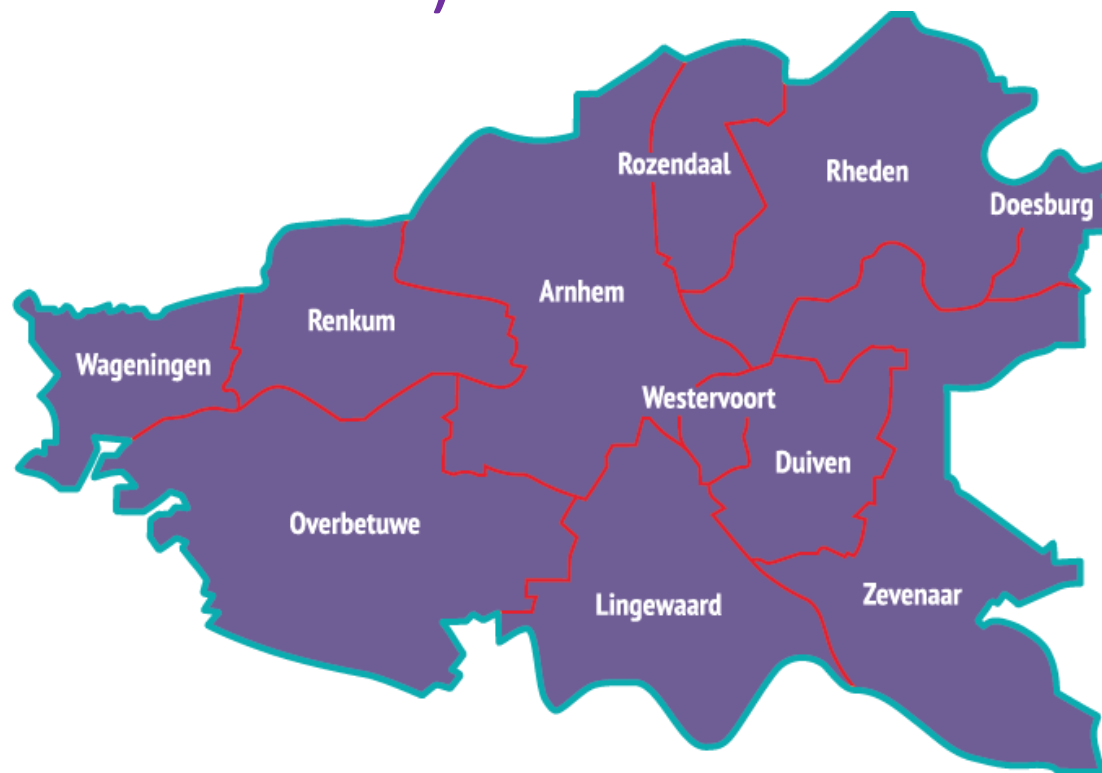 Rozendaal
Rheden
Doesburg
Arnhem
Renkum
Wageningen
Westervoort
Duiven
Overbetuwe
Zevenaar
Lingewaard